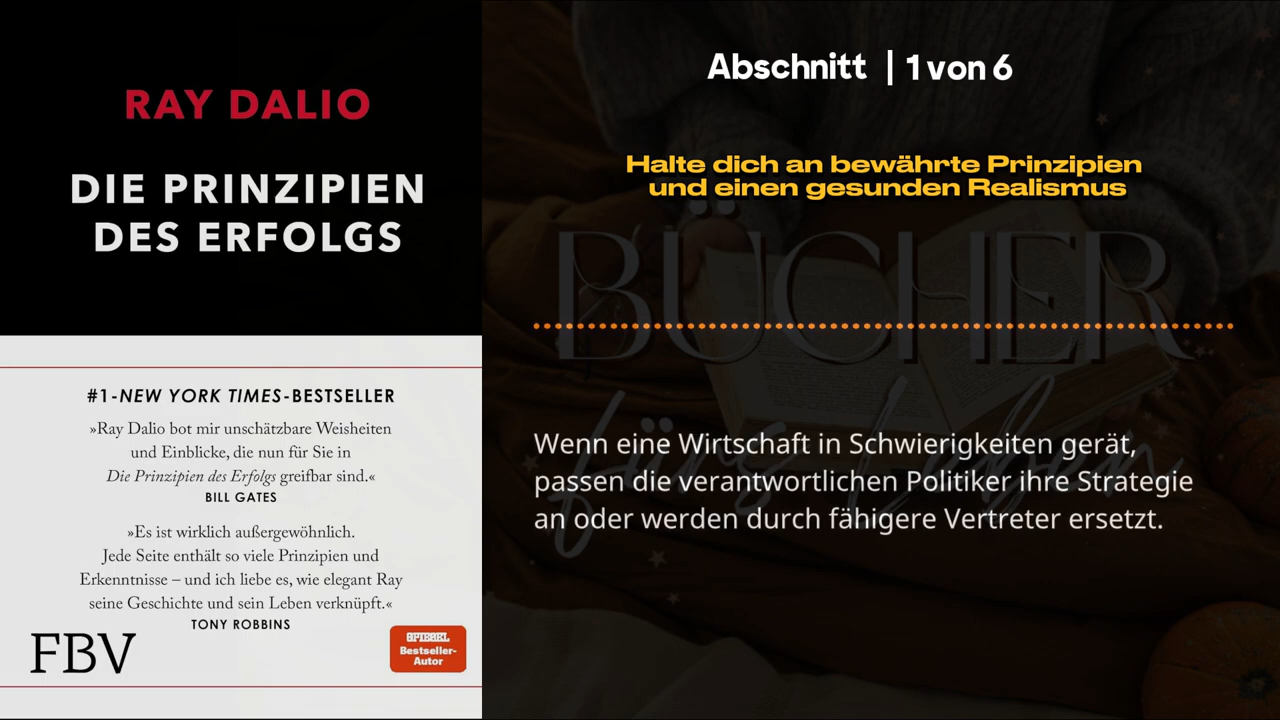 RAY DALIO
DIE PRINZIPIEN
DES ERFOLGS
#1-NEW YORK TIMES-BESTSELLER
»Ray Dalio bot mir unschätzbare Weisheiten
und Einblicke, die nun für Sie in
Die Prinzipien des Erfolgs greifbar sind.«
BILL GATES
»Es ist wirklich außergewöhnlich.
Jede Seite enthält so viele Prinzipien und
Erkenntnisse – und ich liebe es, wie elegant Ray
seine Geschichte und sein Leben verknüpft.«
TONY ROBBINS
FBV
SPIEGEL
Bestseller-
Autor
Abschnitt | 1 von 6
Halte dich an bewährte Prinzipien
und einen gesunden Realismus
BÜCHER
fürs Leben
Wenn eine Wirtschaft in Schwierigkeiten gerät,
passen die verantwortlichen Politiker ihre Strategie
an oder werden durch fähigere Vertreter ersetzt.